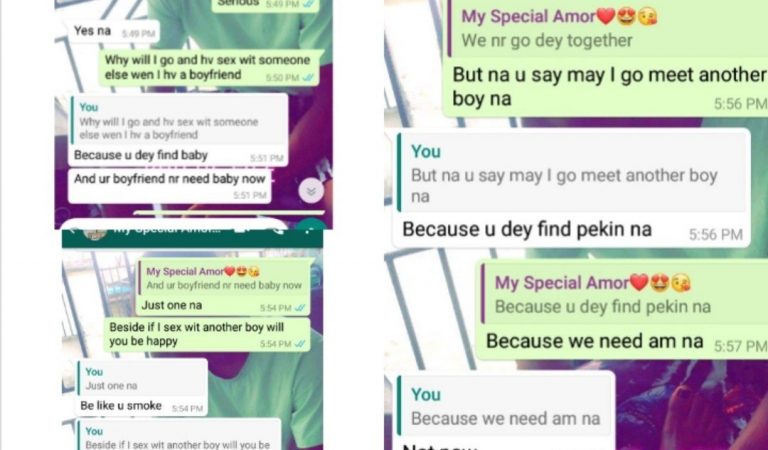 Serious 5:49 PM
Yes na 5:49 PM
Why will I go and hv sex wit someone
else wen I hv a boyfriend 5:50 PM
You
Why will I go and hv sex wit someone
else wen I hv a boyfriend
Because u dey find baby 5:51 PM
And ur boyfriend nr need baby now
5:51 PM
My Special Amor...
My Special Amor❤️😍😘
And ur boyfriend nr need baby now
Just one na 5:54 PM
Beside if I sex wit another boy will
you be happy 5:54 PM
You
Just one na
Be like u smoke 5:54 PM
You
Beside if I sex wit another boy will you be
My Special Amor❤️😍😘
We nr go dey together
But na u say may I go meet another
boy na 5:56 PM
You
But na u say may I go meet another boy
na
Because u dey find pekin na 5:56 PM
My Special Amor❤️😍😘
Because u dey find pekin na
Because we need am na 5:57 PM
You
Because we need am na
Not now